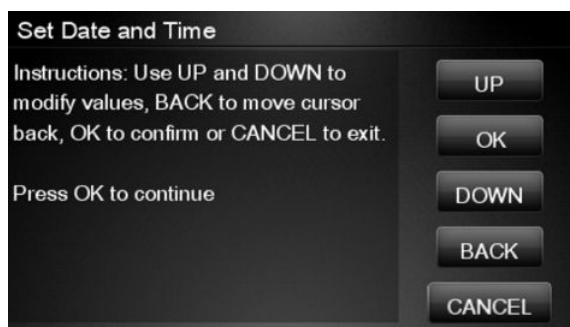 Set Date and Time
Instructions: Use UP and DOWN to
modify values, BACK to move cursor
back, OK to confirm or CANCEL to exit.
Press OK to continue
UP
OK
DOWN
BACK
CANCEL